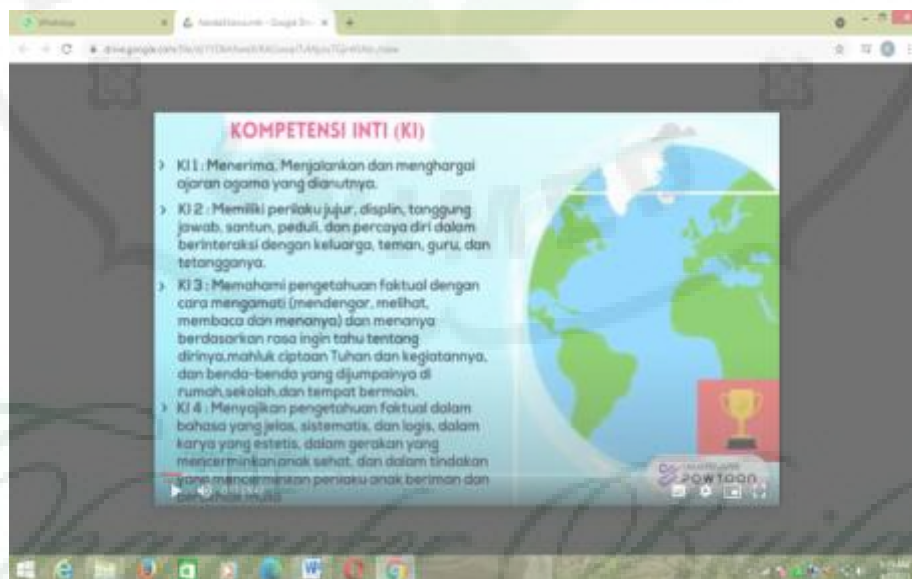 WhatsApp
KOMPETENSI INTI (KI)
› KI 1 : Menerima, Menjalankan dan menghargai
ajaran agama yang dianutnya.
› KI 2 : Memiliki perilaku jujur, displin, tanggung
jawab, santun, peduli, dan percaya diri dalam
berinteraksi dengan keluarga, teman, guru, dan
tetangganya.
› KI 3 : Memahami pengetahuan faktual dengan
cara mengamati (mendengar, melihat,
membaca dan menanya) dan menanya
berdasarkan rasa ingin tahu tentang
dirinya,mahluk ciptaan Tuhan dan kegiatannya,
dan benda-benda yang dijumpainya di
rumah,sekolah,dan tempat bermain.
› KI 4 : Menyajikan pengetahuan faktual dalam
bahasa yang jelas, sistematis, dan logis, dalam
karya yang estetis, dalam gerakan yang
mencerminkan anak sehat, dan dalam tindakan
yang mencerminkan perilaku anak beriman dan
POWTOON